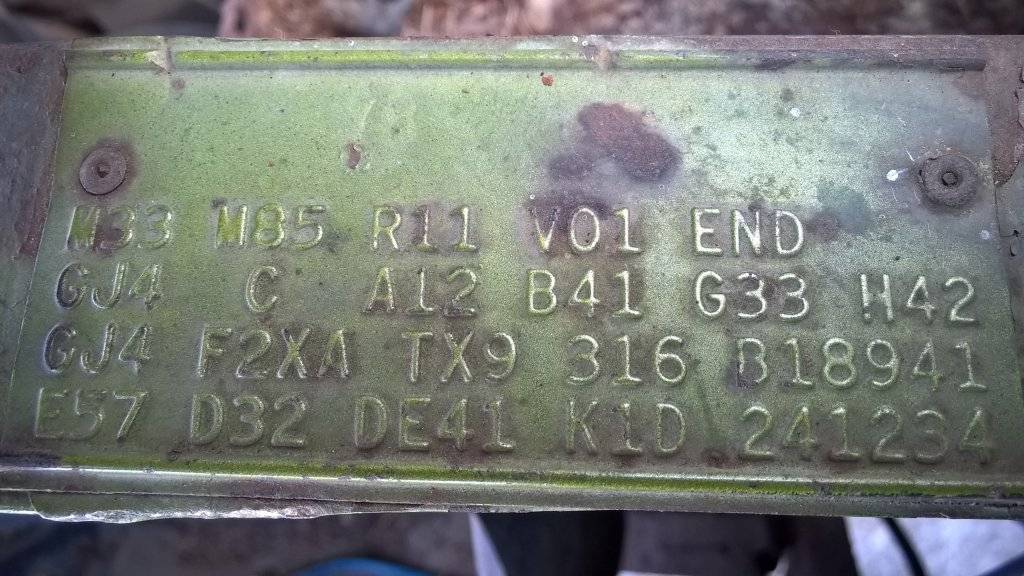 M33 M85 R11 V01 END
GJ4 C A12 B41 G33 H42
GJ4 F2XA TX9 316 B18941
E57 D32 DE41 K1D 241234